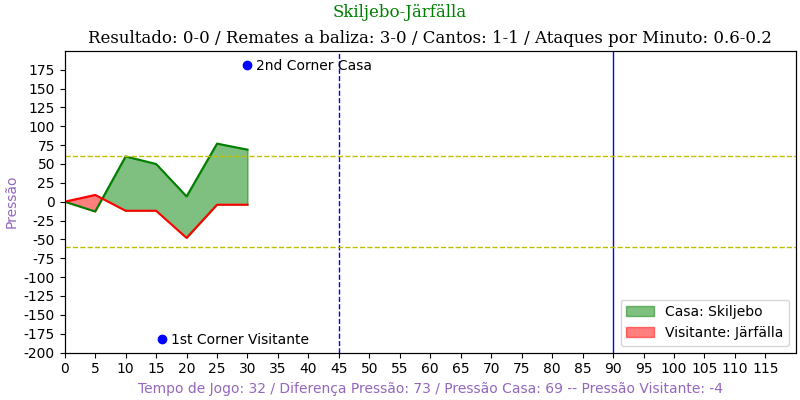 Skiljebo-Järfälla
Resultado: 0-0 / Remates a baliza: 3-0 / Cantos: 1-1 / Ataques por Minuto: 0.6-0.2
175
150
125
100
75
50
25
0
-25
-50
-75
-100
-125
-150
-175
-200
Pressão
2nd Corner Casa
1st Corner Visitante
Casa: Skiljebo
Visitante: Järfälla
0 5 10 15 20 25 30 35 40 45 50 55 60 65 70 75 80 85 90 95 100 105 110 115
Tempo de Jogo: 32 / Diferença Pressão: 73 / Pressão Casa: 69 -- Pressão Visitante: -4